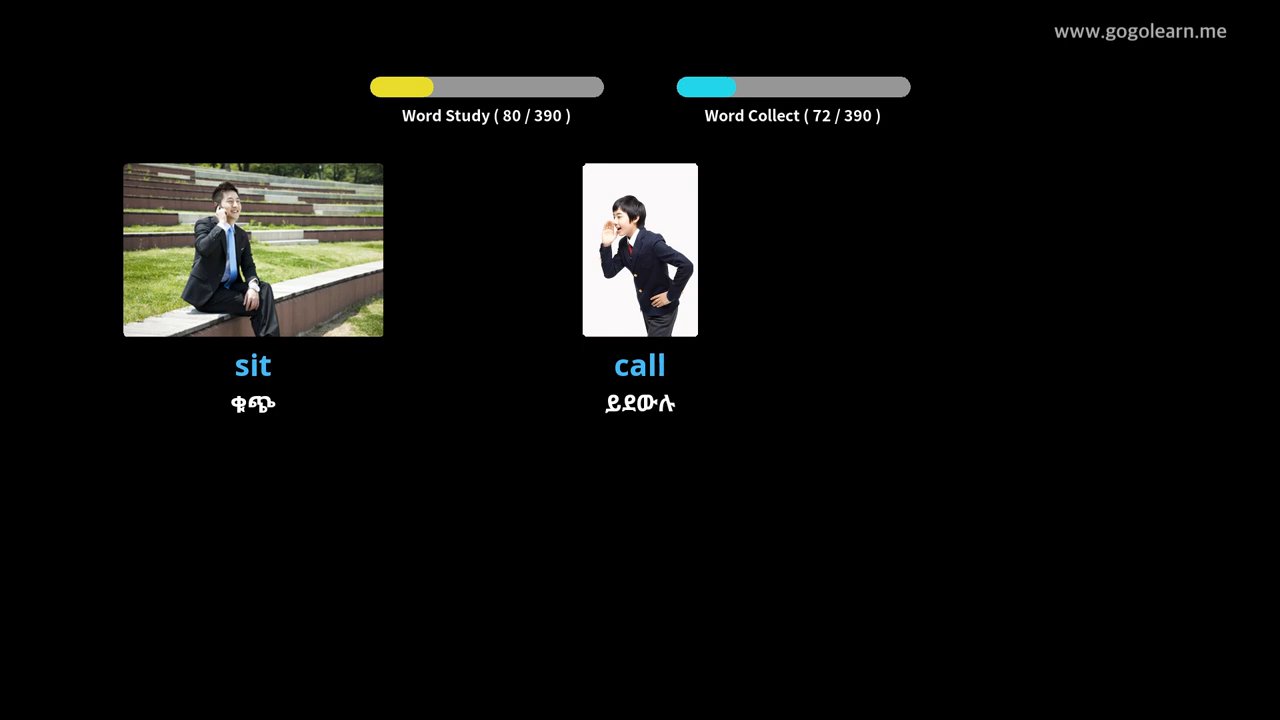 www.gogolearn.me
Word Study ( 80 / 390 )
Word Collect ( 72 / 390 )
sit
ቁጭ
call
ይደውሉ